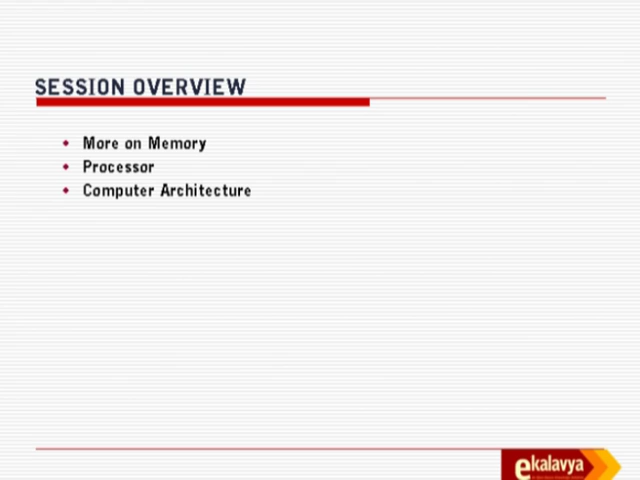 SESSION OVERVIEW
More on Memory
Processor
Computer Architecture
ekalavya